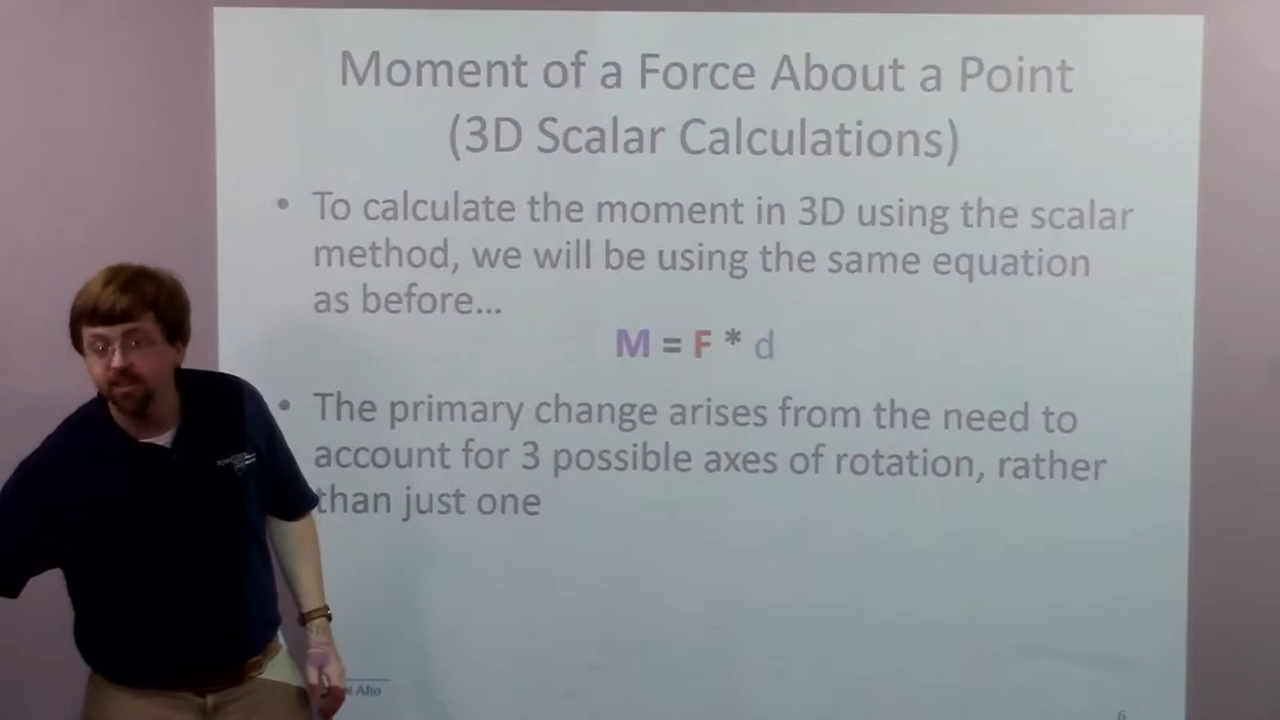 Moment of a Force About a Point
(3D Scalar Calculations)
• To calculate the moment in 3D using the scalar
method, we will be using the same equation
as before...
M = F * d
• The primary change arises from the need to
account for 3 possible axes of rotation, rather
than just one
Alto
6